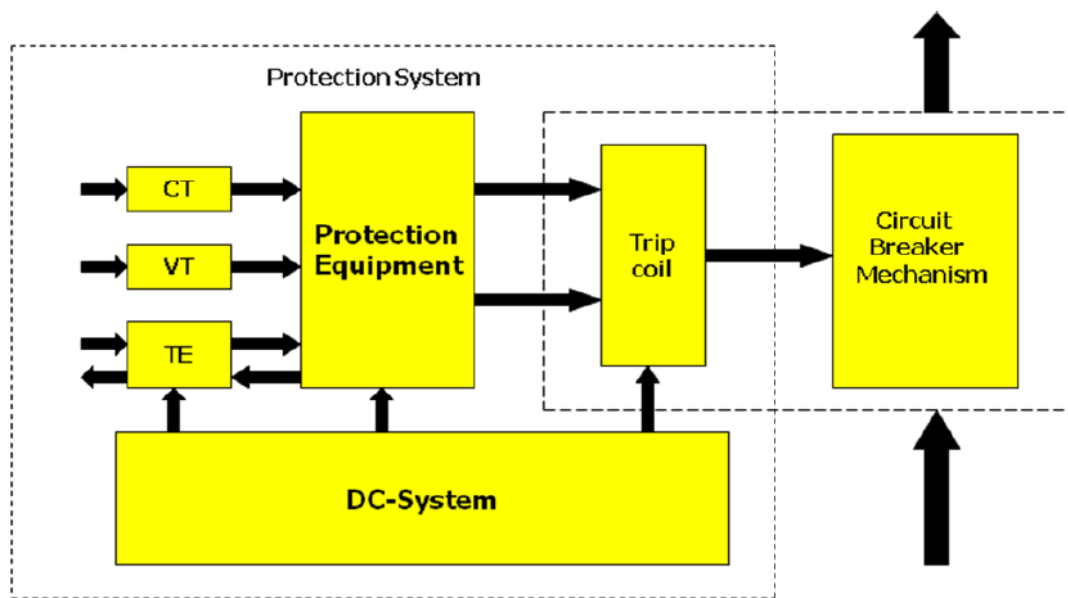 Protection System
CT
VT
TE
Protection
Equipment
Trip
coil
Circuit
Breaker
Mechanism
DC-System